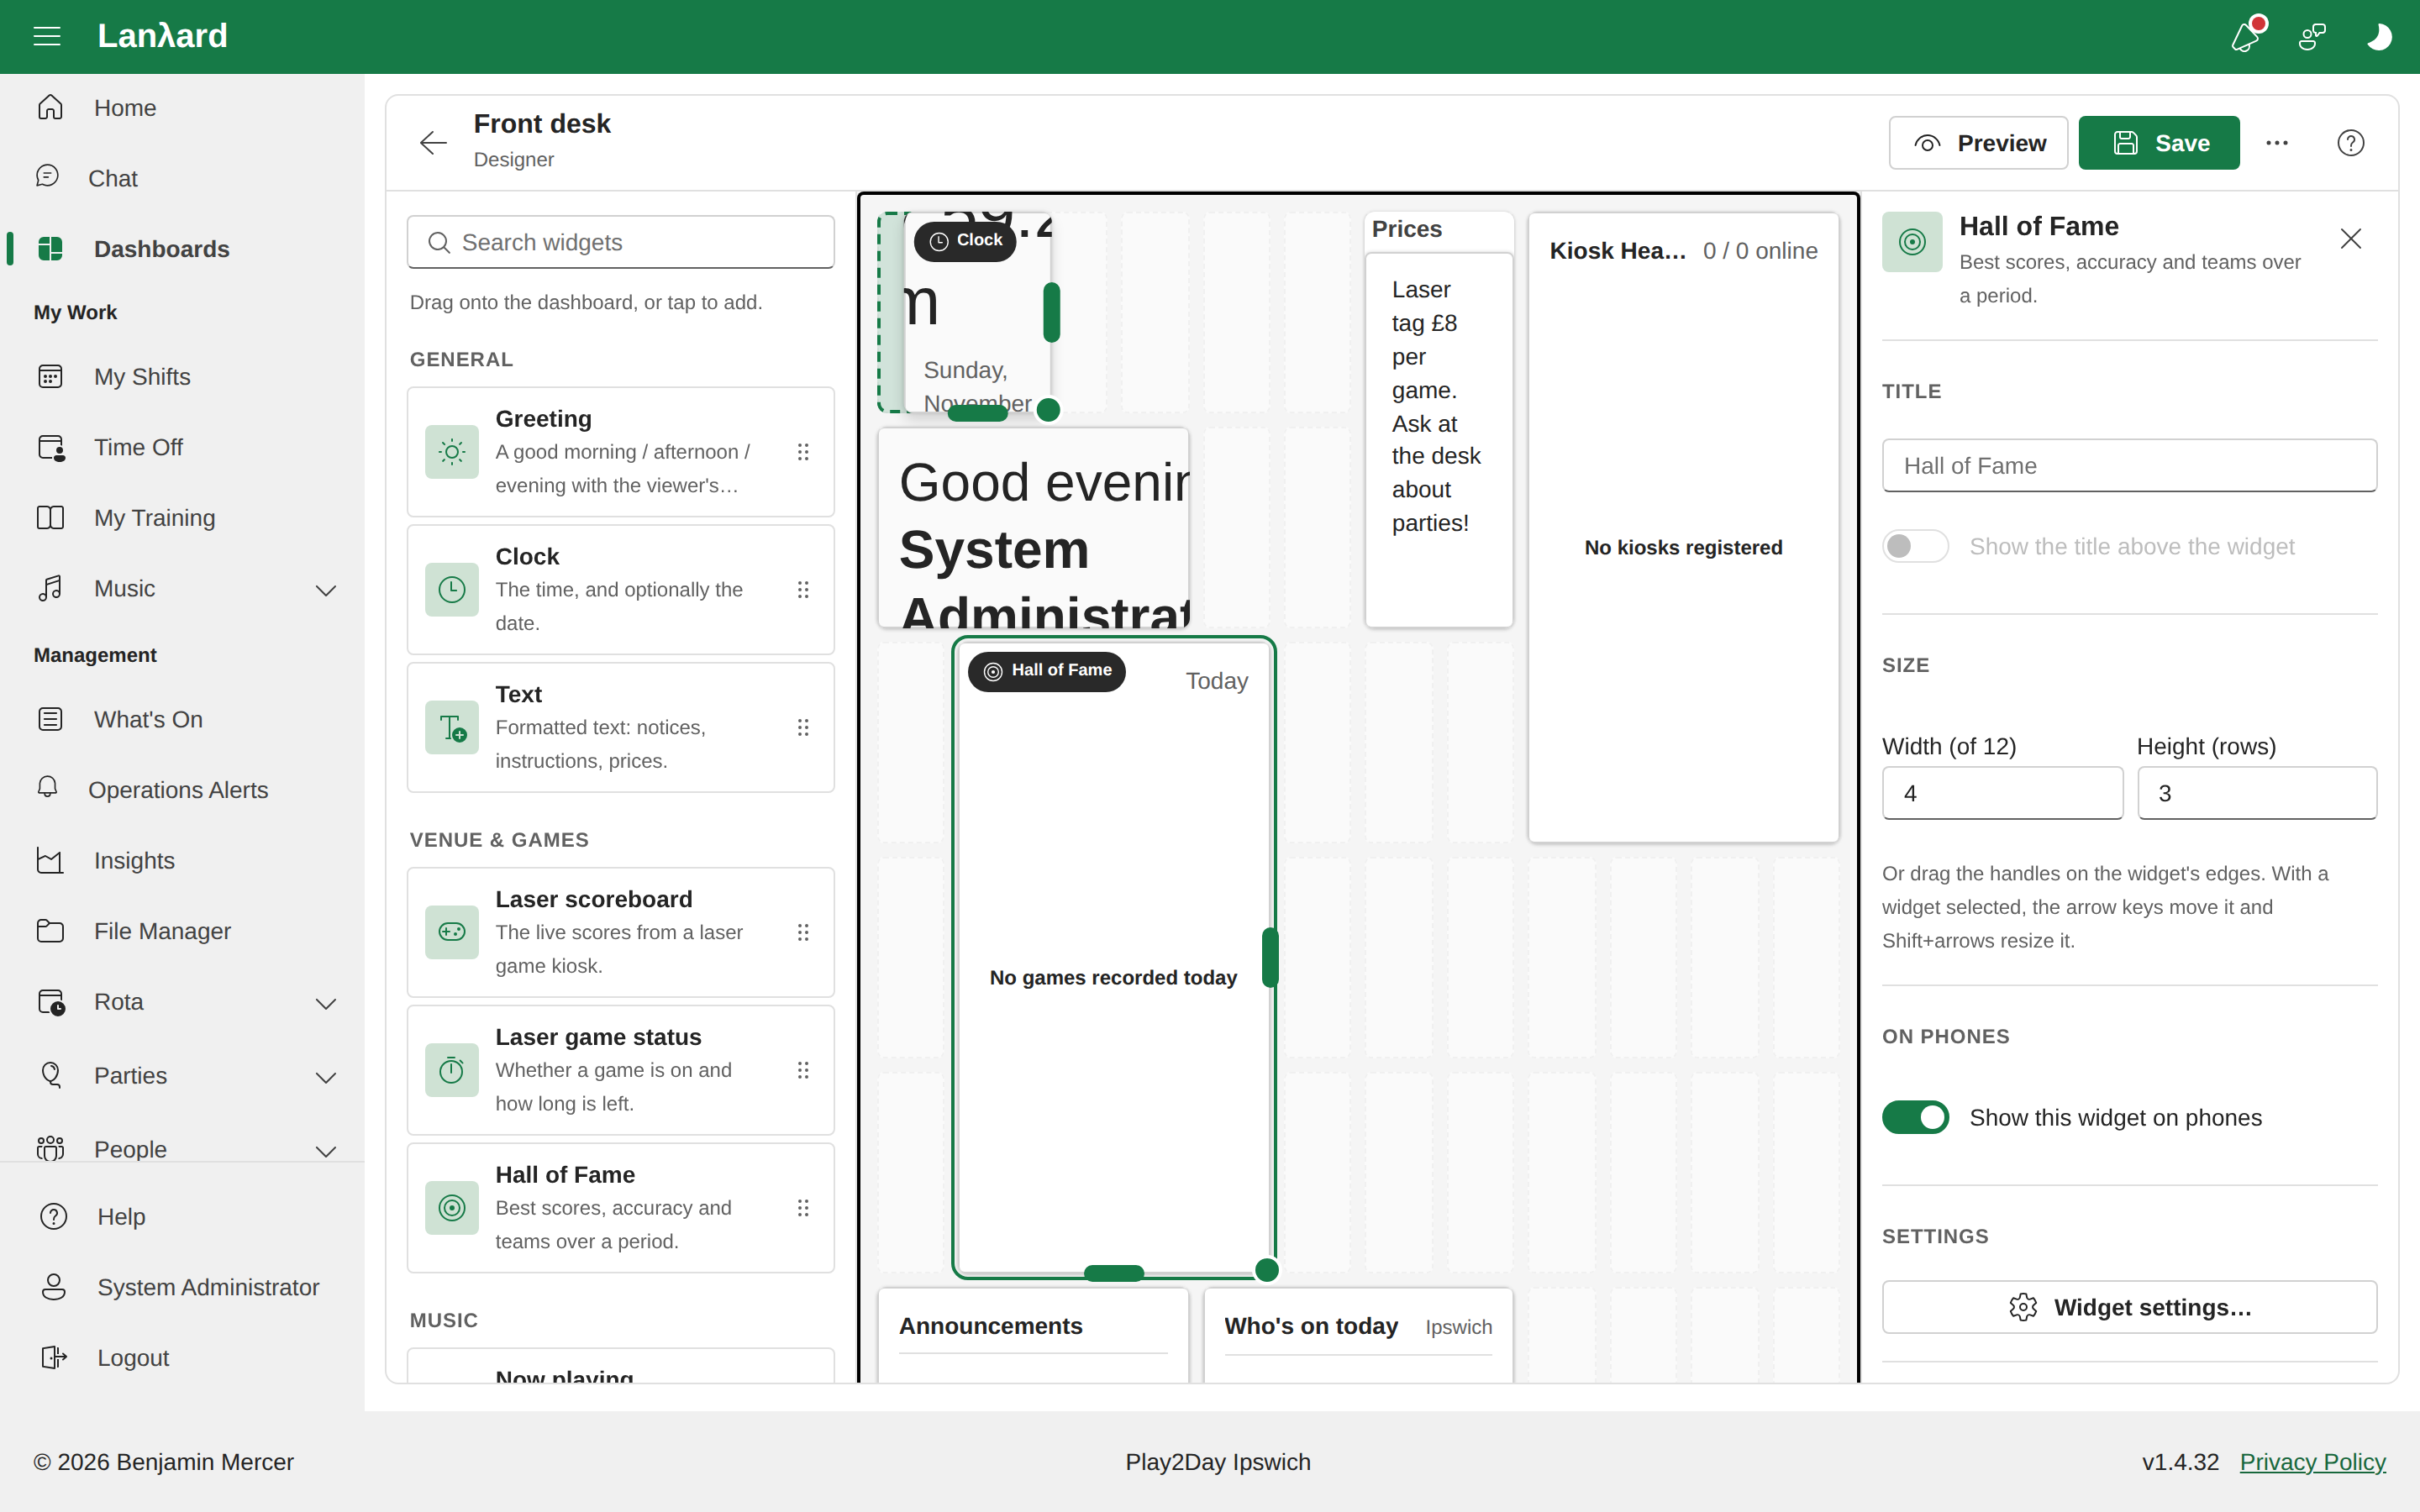 Lanλard
Home
Chat
Dashboards
My Work
My Shifts
Time Off
My Training
Music
Management
What's On
Operations Alerts
Insights
File Manager
Rota
Parties
People
Help
System Administrator
Logout
Front desk
Designer
Preview
Save
Search widgets
Drag onto the dashboard, or tap to add.
GENERAL
Greeting
A good morning / afternoon /
evening with the viewer's…
Clock
The time, and optionally the
date.
Text
Formatted text: notices,
instructions, prices.
VENUE & GAMES
Laser scoreboard
The live scores from a laser
game kiosk.
Laser game status
Whether a game is on and
how long is left.
Hall of Fame
Best scores, accuracy and
teams over a period.
MUSIC
Now playing
Clock
m
Sunday,
November
Prices
Laser
tag £8
per
game.
Ask at
the desk
about
parties!
Kiosk Hea… 0 / 0 online
No kiosks registered
Good evenin
System
Administrat
Hall of Fame
Today
No games recorded today
Announcements
Who's on today Ipswich
Hall of Fame
Best scores, accuracy and teams over
a period.
TITLE
Hall of Fame
Show the title above the widget
SIZE
Width (of 12) Height (rows)
4 3
Or drag the handles on the widget's edges. With a
widget selected, the arrow keys move it and
Shift+arrows resize it.
ON PHONES
Show this widget on phones
SETTINGS
Widget settings…
© 2026 Benjamin Mercer
Play2Day Ipswich
v1.4.32 Privacy Policy